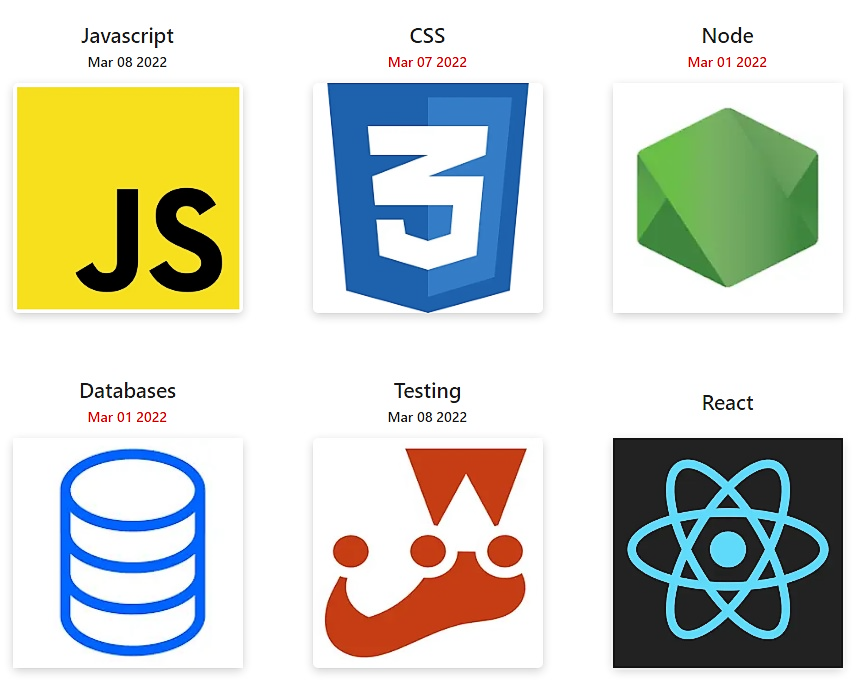 Javascript
Mar 08 2022
CSS
Mar 07 2022
Node
Mar 01 2022
JS
3
Databases
Mar 01 2022
Testing
Mar 08 2022
React